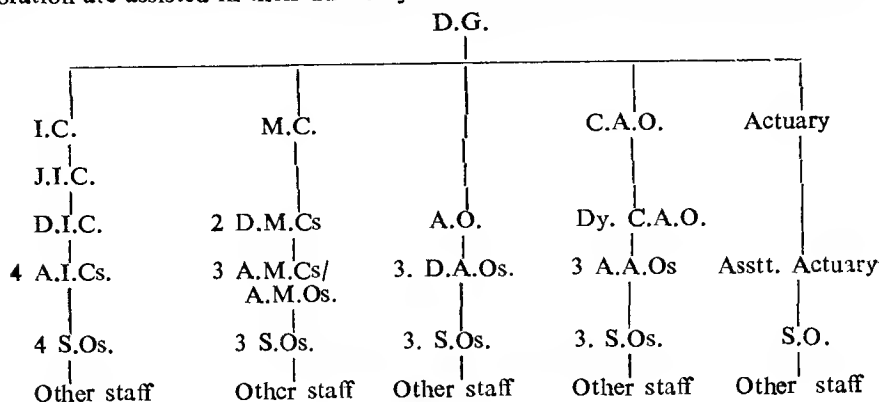 D.G.
I.C. M.C. C.A.O. Actuary
J.I.C.
D.I.C. 2 D.M.Cs A.O. Dy. C.A.O.
4 A.I.Cs. 3 A.M.Cs/ 3. D.A.Os. 3 A.A.Os Asstt. Actuary
A.M.Os.
4 S.Os. 3 S.Os. 3. S.Os. 3. S.Os. S.O.
Other staff Other staff Other staff Other staff Other staff